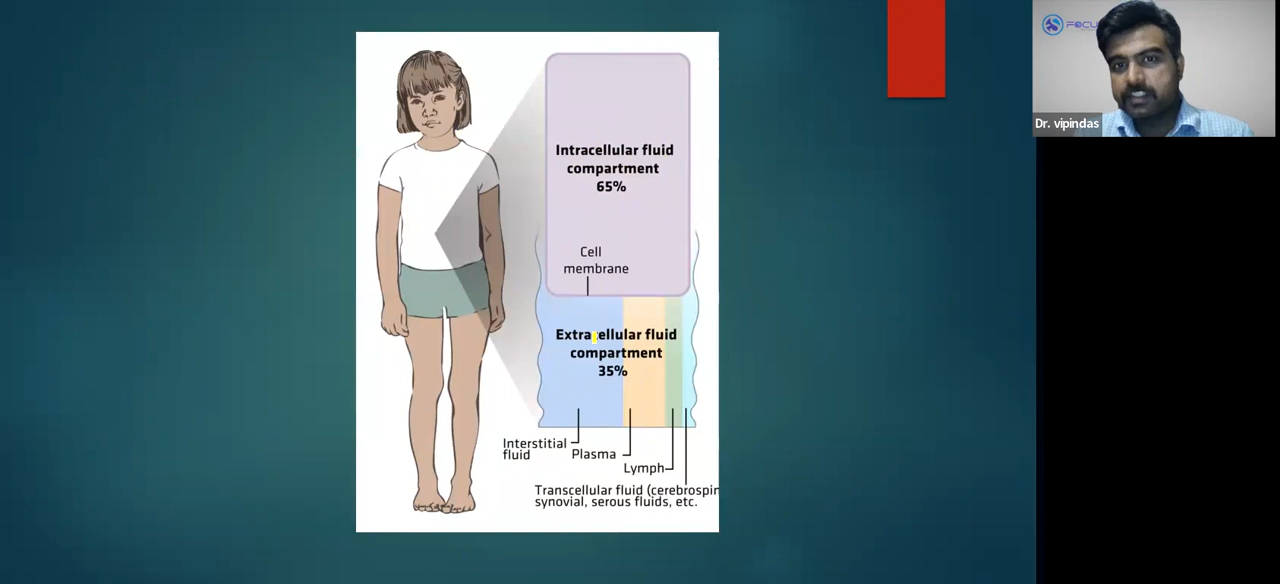 Intracellular fluid
compartment
65%
Cell
membrane
Extracellular fluid
compartment
35%
Interstitial
fluid
Plasma
Lymph
Transcellular fluid (cerebrospin
synovial, serous fluids, etc.
FOCU
Dr. vipindas